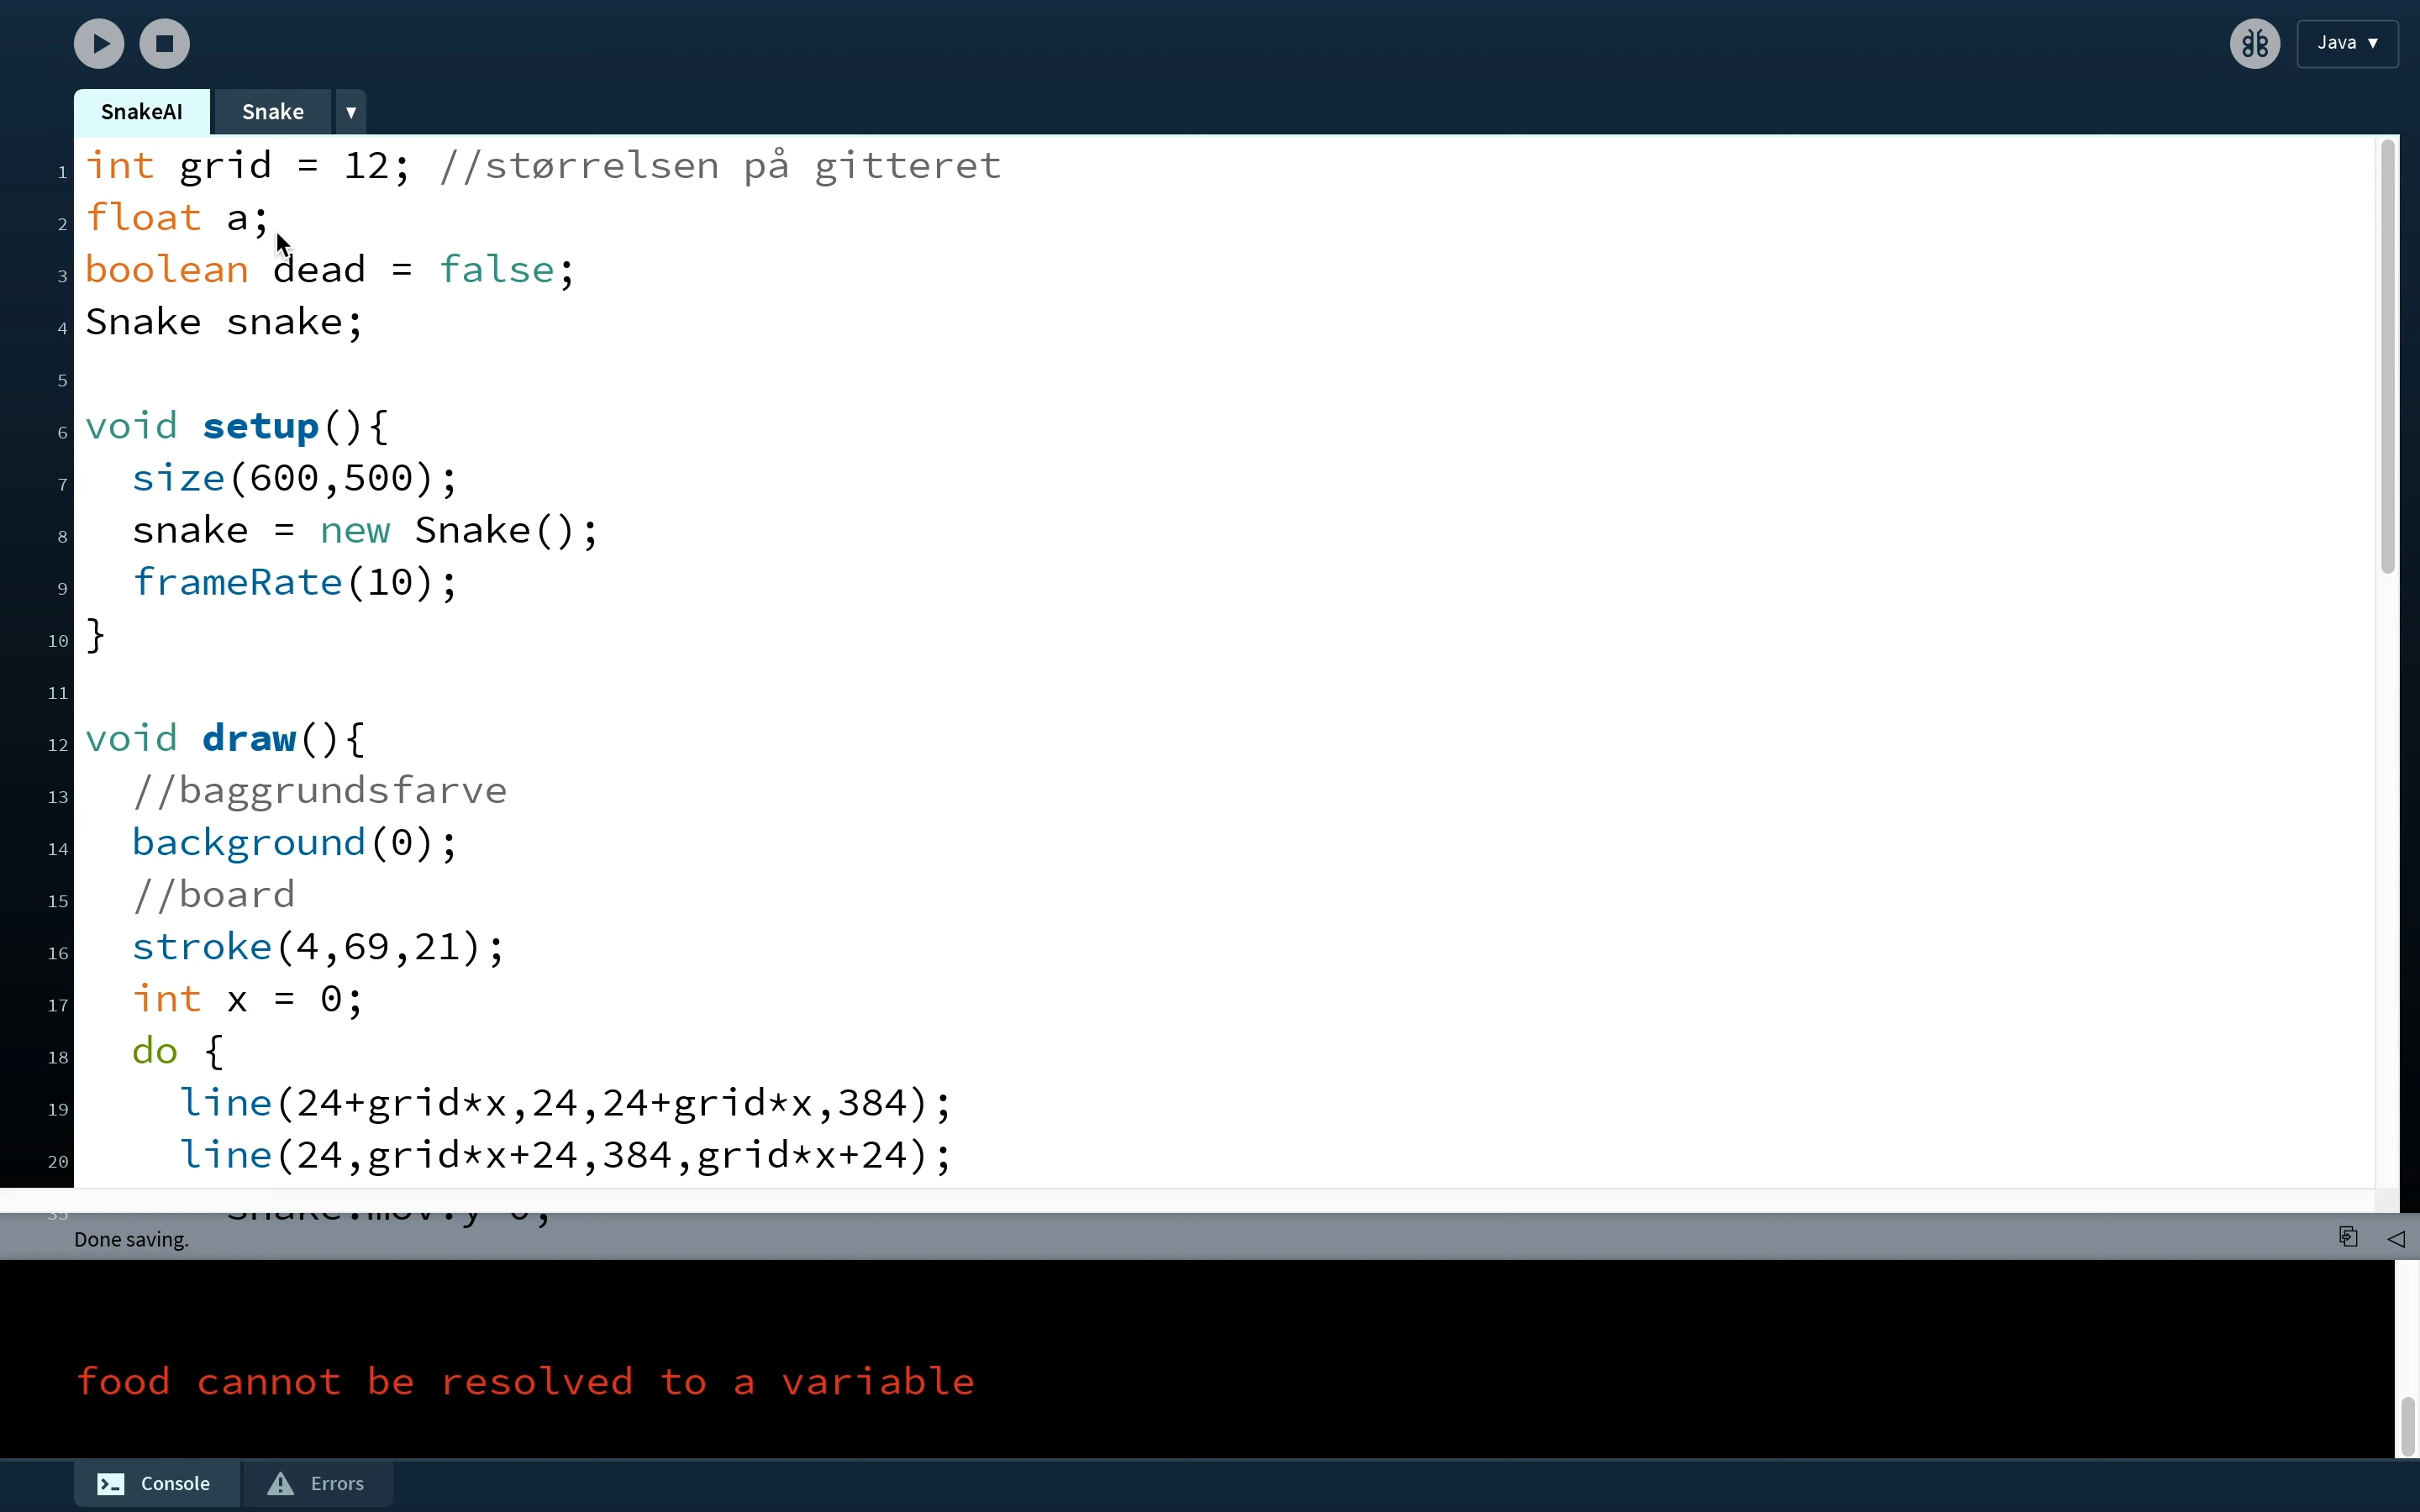 Java ▼
SnakeAI Snake ▼
1 int grid = 12; //størrelsen på gitteret
2 float a;
3 boolean dead = false;
4 Snake snake;
5
6 void setup(){
7 size(600,500);
8 snake = new Snake();
9 frameRate(10);
10 }
11
12 void draw(){
13 //baggrundsfarve
14 background(0);
15 //board
16 stroke(4,69,21);
17 int x = 0;
18 do {
19 line(24+grid*x,24,24+grid*x,384);
20 line(24,grid*x+24,384,grid*x+24);
Done saving.
food cannot be resolved to a variable
Console Errors